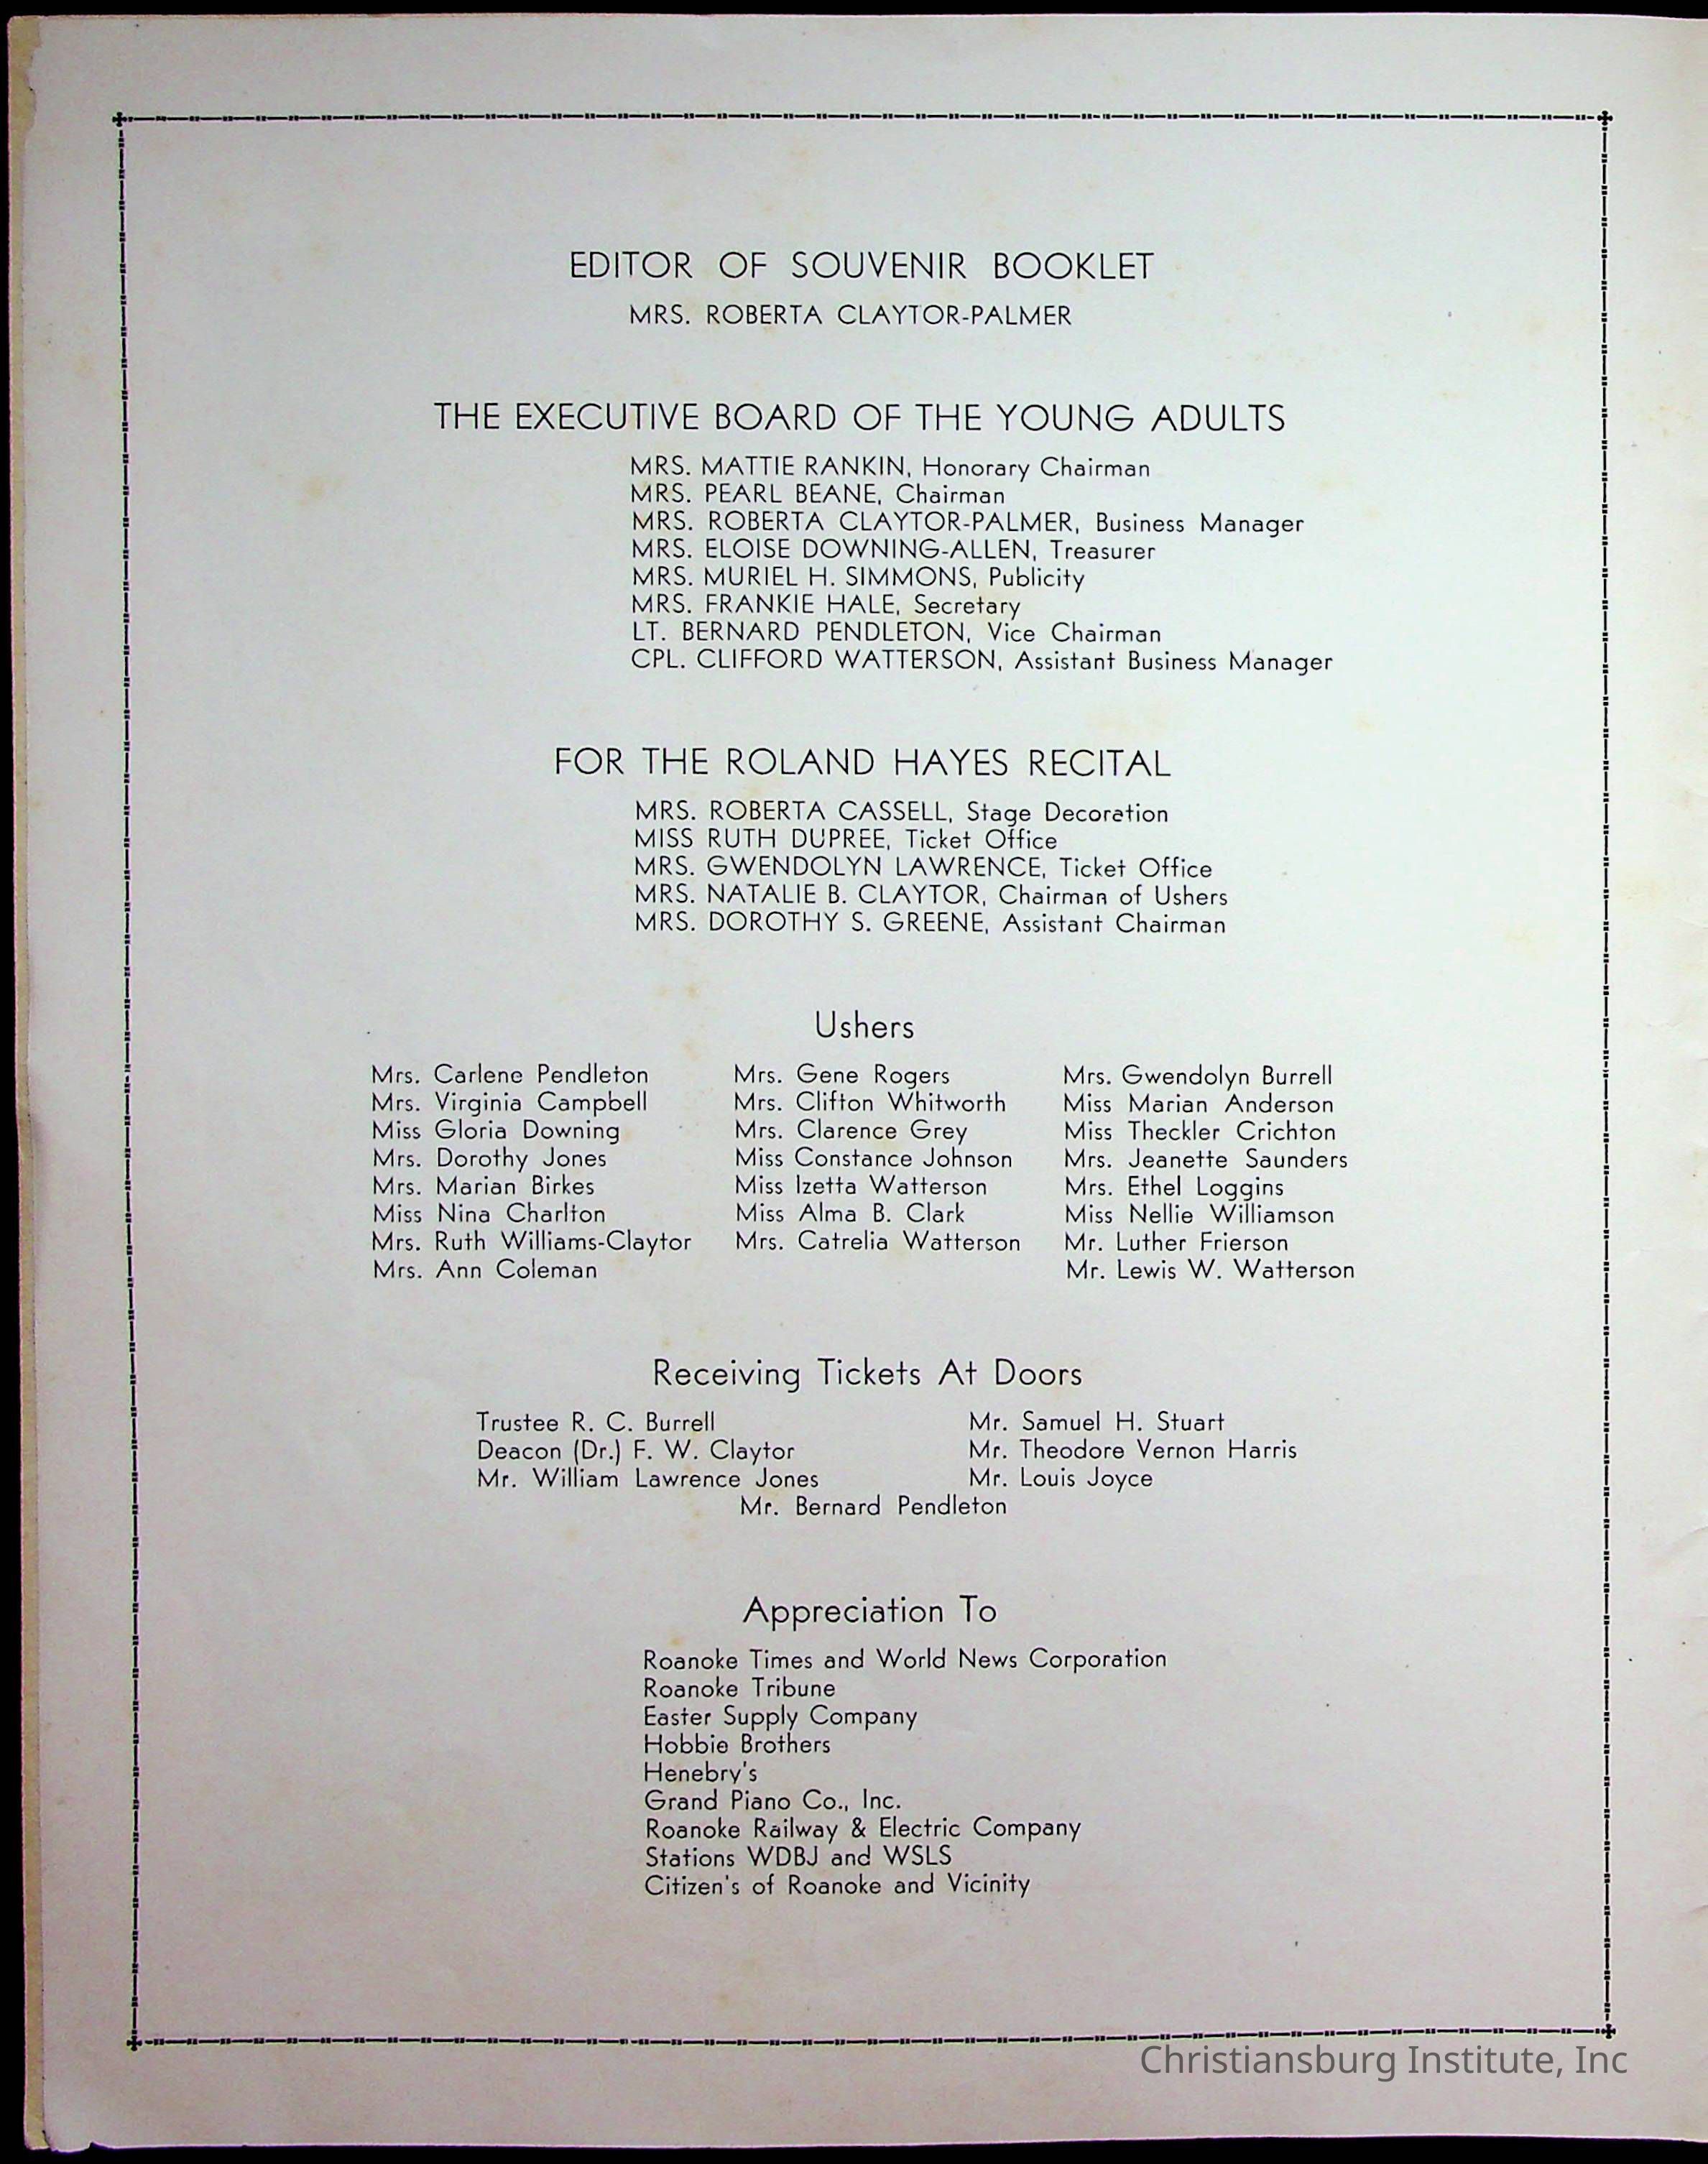 EDITOR OF SOUVENIR BOOKLET
MRS. ROBERTA CLAYTOR-PALMER
THE EXECUTIVE BOARD OF THE YOUNG ADULTS
MRS. MATTIE RANKIN, Honorary Chairman
MRS. PEARL BEANE, Chairman
MRS. ROBERTA CLAYTOR-PALMER, Business Manager
MRS. ELOISE DOWNING-ALLEN, Treasurer
MRS. MURIEL H. SIMMONS, Publicity
MRS. FRANKIE HALE, Secretary
LT. BERNARD PENDLETON, Vice Chairman
CPL. CLIFFORD WATTERSON, Assistant Business Manager
FOR THE ROLAND HAYES RECITAL
MRS. ROBERTA CASSELL, Stage Decoration
MISS RUTH DUPREE, Ticket Office
MRS. GWENDOLYN LAWRENCE, Ticket Office
MRS. NATALIE B. CLAYTOR, Chairman of Ushers
MRS. DOROTHY S. GREENE, Assistant Chairman
Ushers
Mrs. Carlene Pendleton
Mrs. Virginia Campbell
Miss Gloria Downing
Mrs. Dorothy Jones
Mrs. Marian Birkes
Miss Nina Charlton
Mrs. Ruth Williams-Claytor
Mrs. Ann Coleman
Mrs. Gene Rogers
Mrs. Clifton Whitworth
Mrs. Clarence Grey
Miss Constance Johnson
Miss Izetta Watterson
Miss Alma B. Clark
Mrs. Catrelia Watterson
Mrs. Gwendolyn Burrell
Miss Marian Anderson
Miss Theckler Crichton
Mrs. Jeanette Saunders
Mrs. Ethel Loggins
Miss Nellie Williamson
Mr. Luther Frierson
Mr. Lewis W. Watterson
Receiving Tickets At Doors
Trustee R. C. Burrell
Deacon (Dr.) F. W. Claytor
Mr. William Lawrence Jones
Mr. Samuel H. Stuart
Mr. Theodore Vernon Harris
Mr. Louis Joyce
Mr. Bernard Pendleton
Appreciation To
Roanoke Times and World News Corporation
Roanoke Tribune
Easter Supply Company
Hobbie Brothers
Henebry's
Grand Piano Co., Inc.
Roanoke Railway & Electric Company
Stations WDBJ and WSLS
Citizen's of Roanoke and Vicinity
Christiansburg Institute, Inc